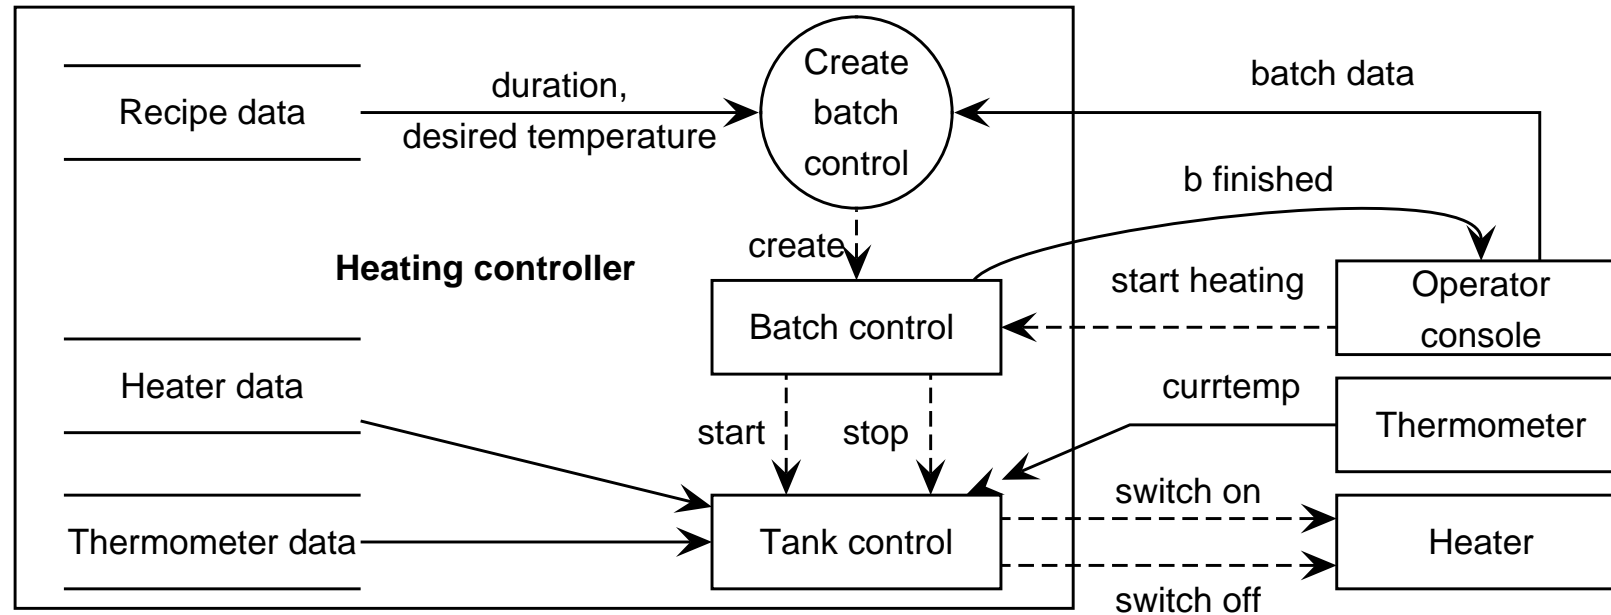 Create
batch
control
duration,
desired temperature
Recipe data
batch data
b finished
create
Heating controller
start heating
Operator
console
Batch control
Heater data
currtemp
Thermometer
start
stop
switch on
Thermometer data
Tank control
Heater
switch off